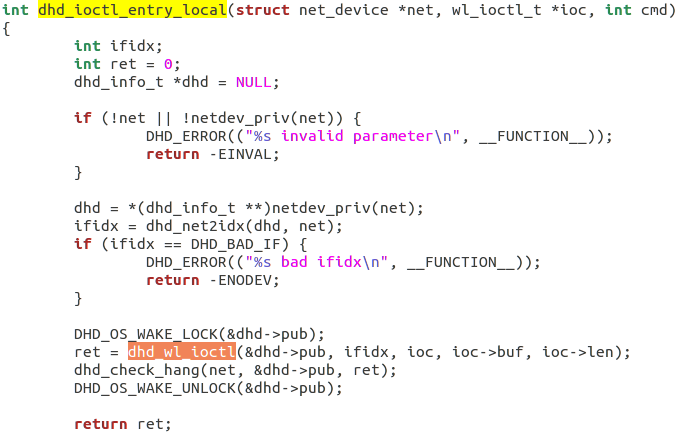 int dhd_ioctl_entry_local(struct net_device *net, wl_ioctl_t *ioc, int cmd)
{
        int ifidx;
        int ret = 0;
        dhd_info_t *dhd = NULL;

        if (!net || !netdev_priv(net)) {
                DHD_ERROR(("%s invalid parameter\n", __FUNCTION__));
                return -EINVAL;
        }

        dhd = *(dhd_info_t **)netdev_priv(net);
        ifidx = dhd_net2idx(dhd, net);
        if (ifidx == DHD_BAD_IF) {
                DHD_ERROR(("%s bad ifidx\n", __FUNCTION__));
                return -ENODEV;
        }

        DHD_OS_WAKE_LOCK(&dhd->pub);
        ret = dhd_wl_ioctl(&dhd->pub, ifidx, ioc, ioc->buf, ioc->len);
        dhd_check_hang(net, &dhd->pub, ret);
        DHD_OS_WAKE_UNLOCK(&dhd->pub);

        return ret;